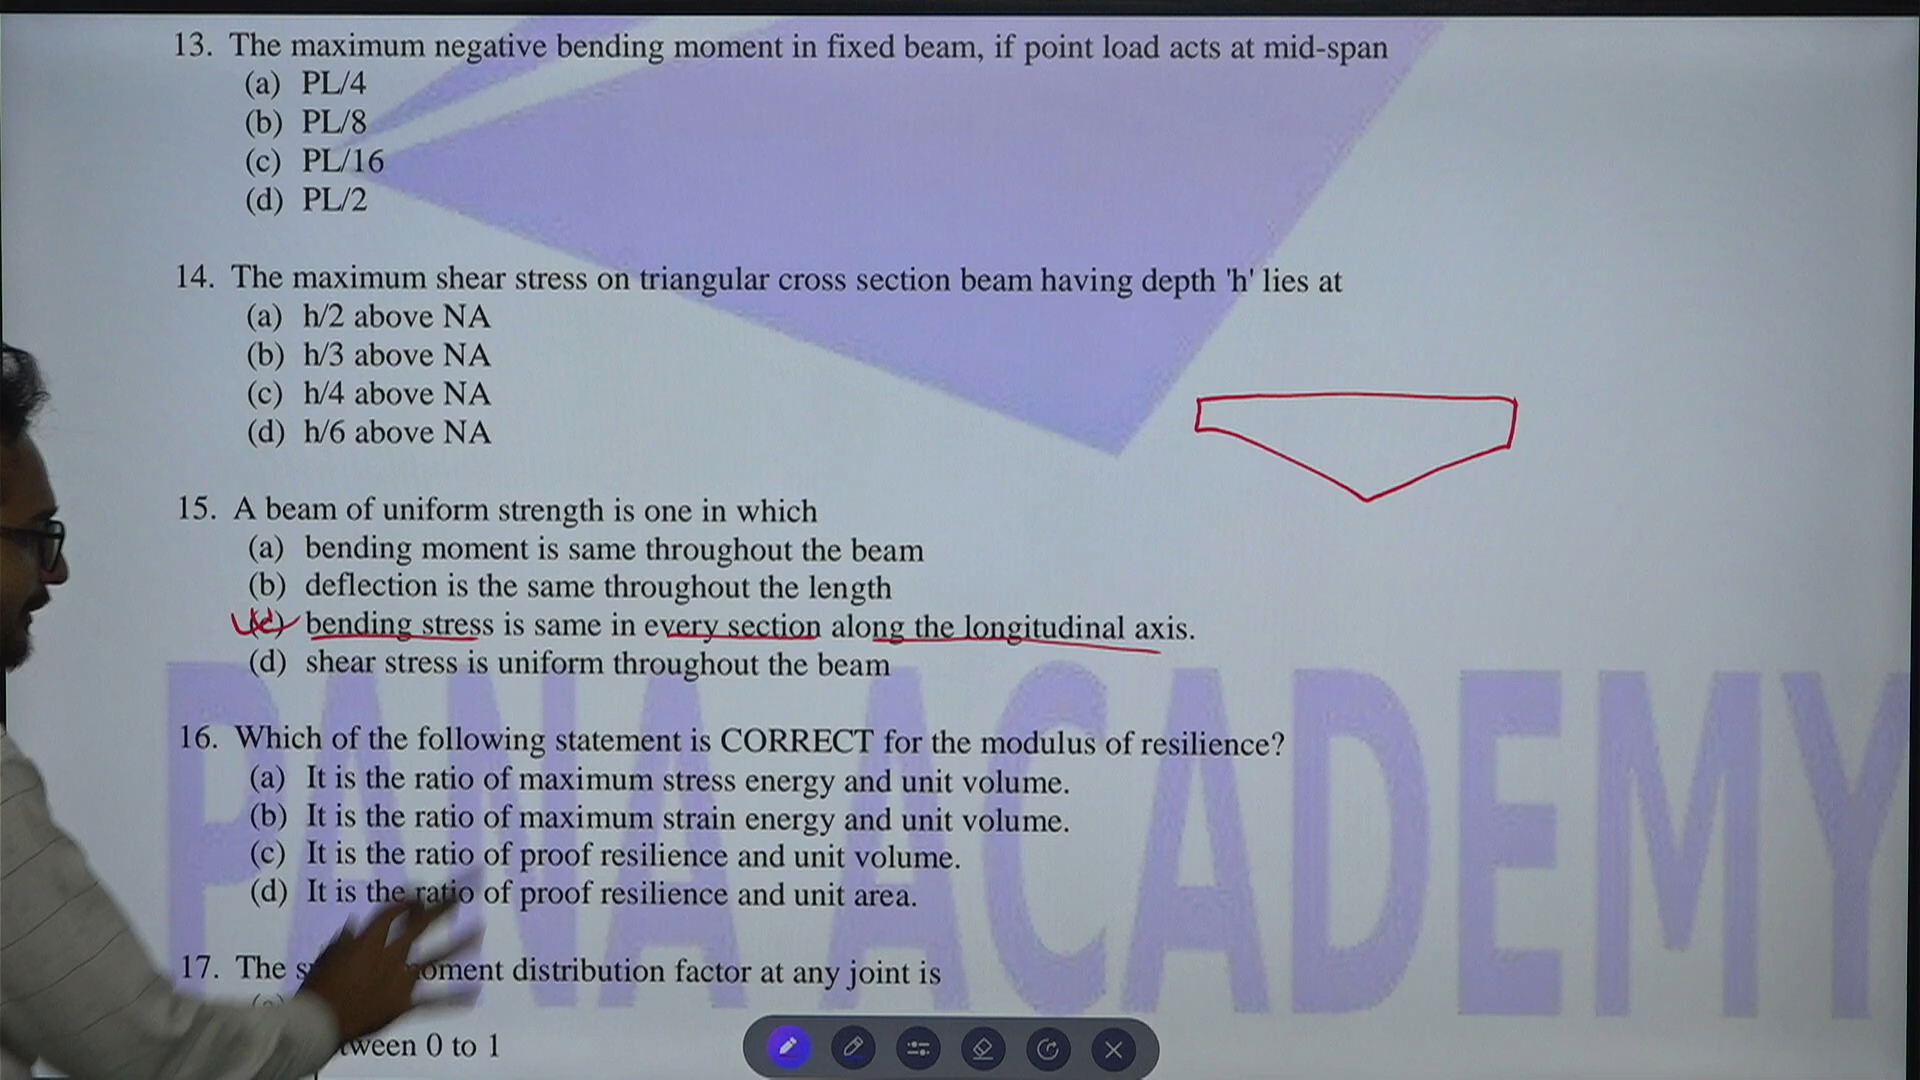 13. The maximum negative bending moment in fixed beam, if point load acts at mid-span
(a) PL/4
(b) PL/8
(c) PL/16
(d) PL/2
14. The maximum shear stress on triangular cross section beam having depth 'h' lies at
(a) h/2 above NA
(b) h/3 above NA
(c) h/4 above NA
(d) h/6 above NA
15. A beam of uniform strength is one in which
(a) bending moment is same throughout the beam
(b) deflection is the same throughout the length
(c) bending stress is same in every section along the longitudinal axis.
(d) shear stress is uniform throughout the beam
16. Which of the following statement is CORRECT for the modulus of resilience?
(a) It is the ratio of maximum stress energy and unit volume.
(b) It is the ratio of maximum strain energy and unit volume.
(c) It is the ratio of proof resilience and unit volume.
(d) It is the ratio of proof resilience and unit area.
17. The moment distribution factor at any joint is
0 to 1
PANA ACADEMY